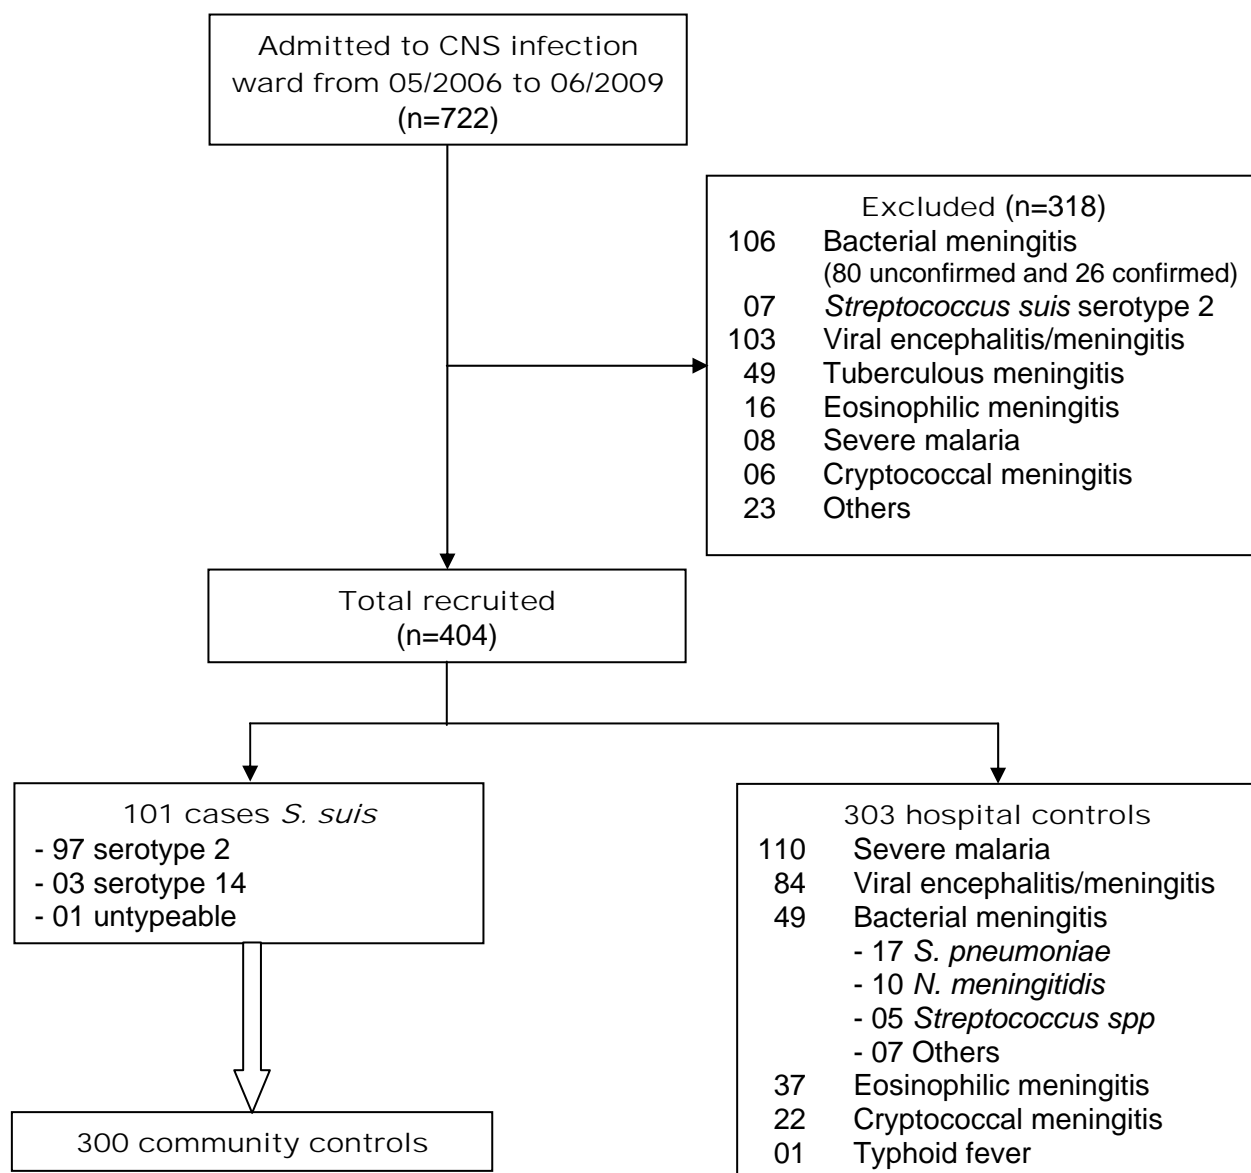 Admitted to CNS infection
ward from 05/2006 to 06/2009
(n=722)
Excluded (n=318)
106 Bacterial meningitis
(80 unconfirmed and 26 confirmed)
07 Streptococcus suis serotype 2
103 Viral encephalitis/meningitis
49 Tuberculous meningitis
16 Eosinophilic meningitis
08 Severe malaria
06 Cryptococcal meningitis
23 Others
Total recruited
(n=404)
101 cases S. suis
- 97 serotype 2
- 03 serotype 14
- 01 untypeable
303 hospital controls
110 Severe malaria
84 Viral encephalitis/meningitis
49 Bacterial meningitis
- 17 S. pneumoniae
- 10 N. meningitidis
- 05 Streptococcus spp
- 07 Others
37 Eosinophilic meningitis
22 Cryptococcal meningitis
01 Typhoid fever
300 community controls